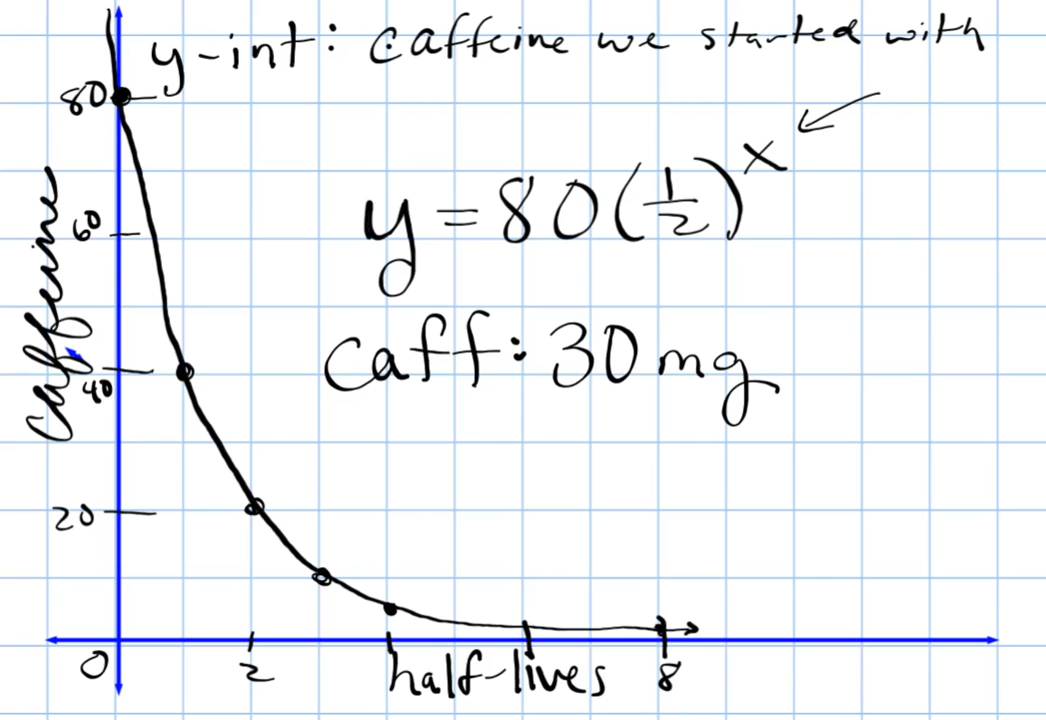 y-int: caffeine we started with
80
y = 80(1/2)^x
60
caff: 30 mg
40
caffeine
20
0 2 half-lives 8